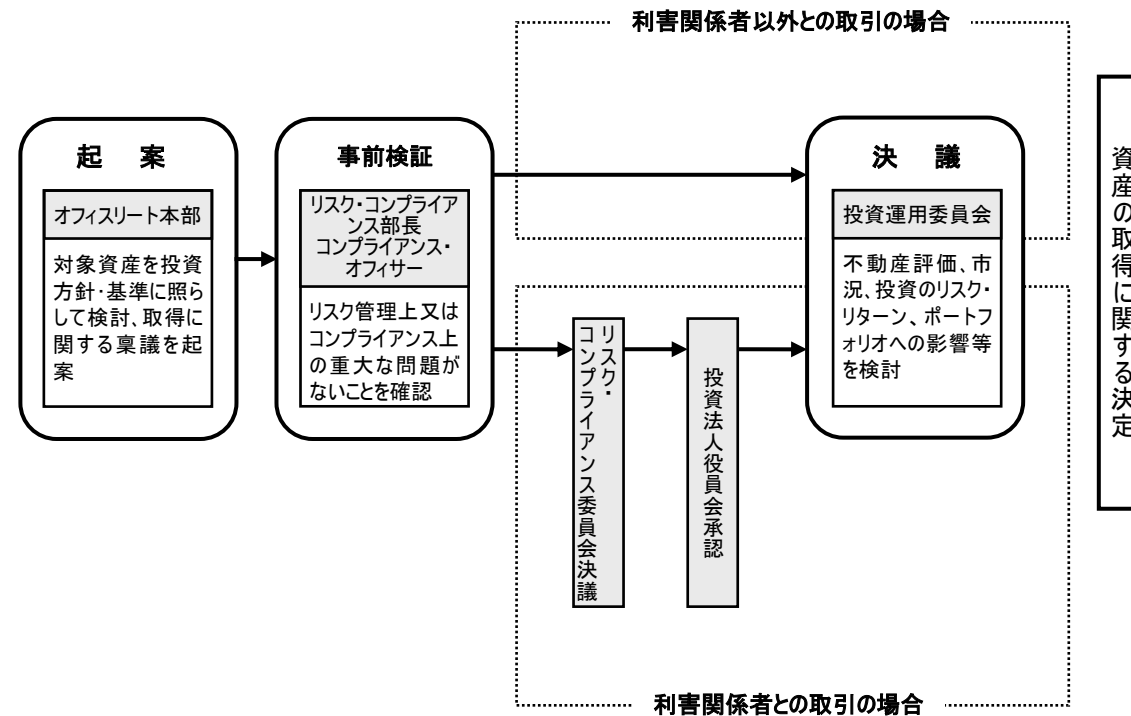 利害関係者以外との取引の場合
起　案
オフィスリート本部
対象資産を投資
方針・基準に照ら
して検討、取得に
関する稟議を起
案
事前検証
リスク・コンプライア
ンス部長
コンプライアンス・
オフィサー
リスク管理上又は
コンプライアンス上
の重大な問題が
ないことを確認
リスク・
コンプライアンス委員会決議
投資法人役員会承認
決　議
投資運用委員会
不動産評価、市
況、投資のリスク・
リターン、ポートフ
ォリオへの影響等
を検討
資産の取得に関する決定
利害関係者との取引の場合